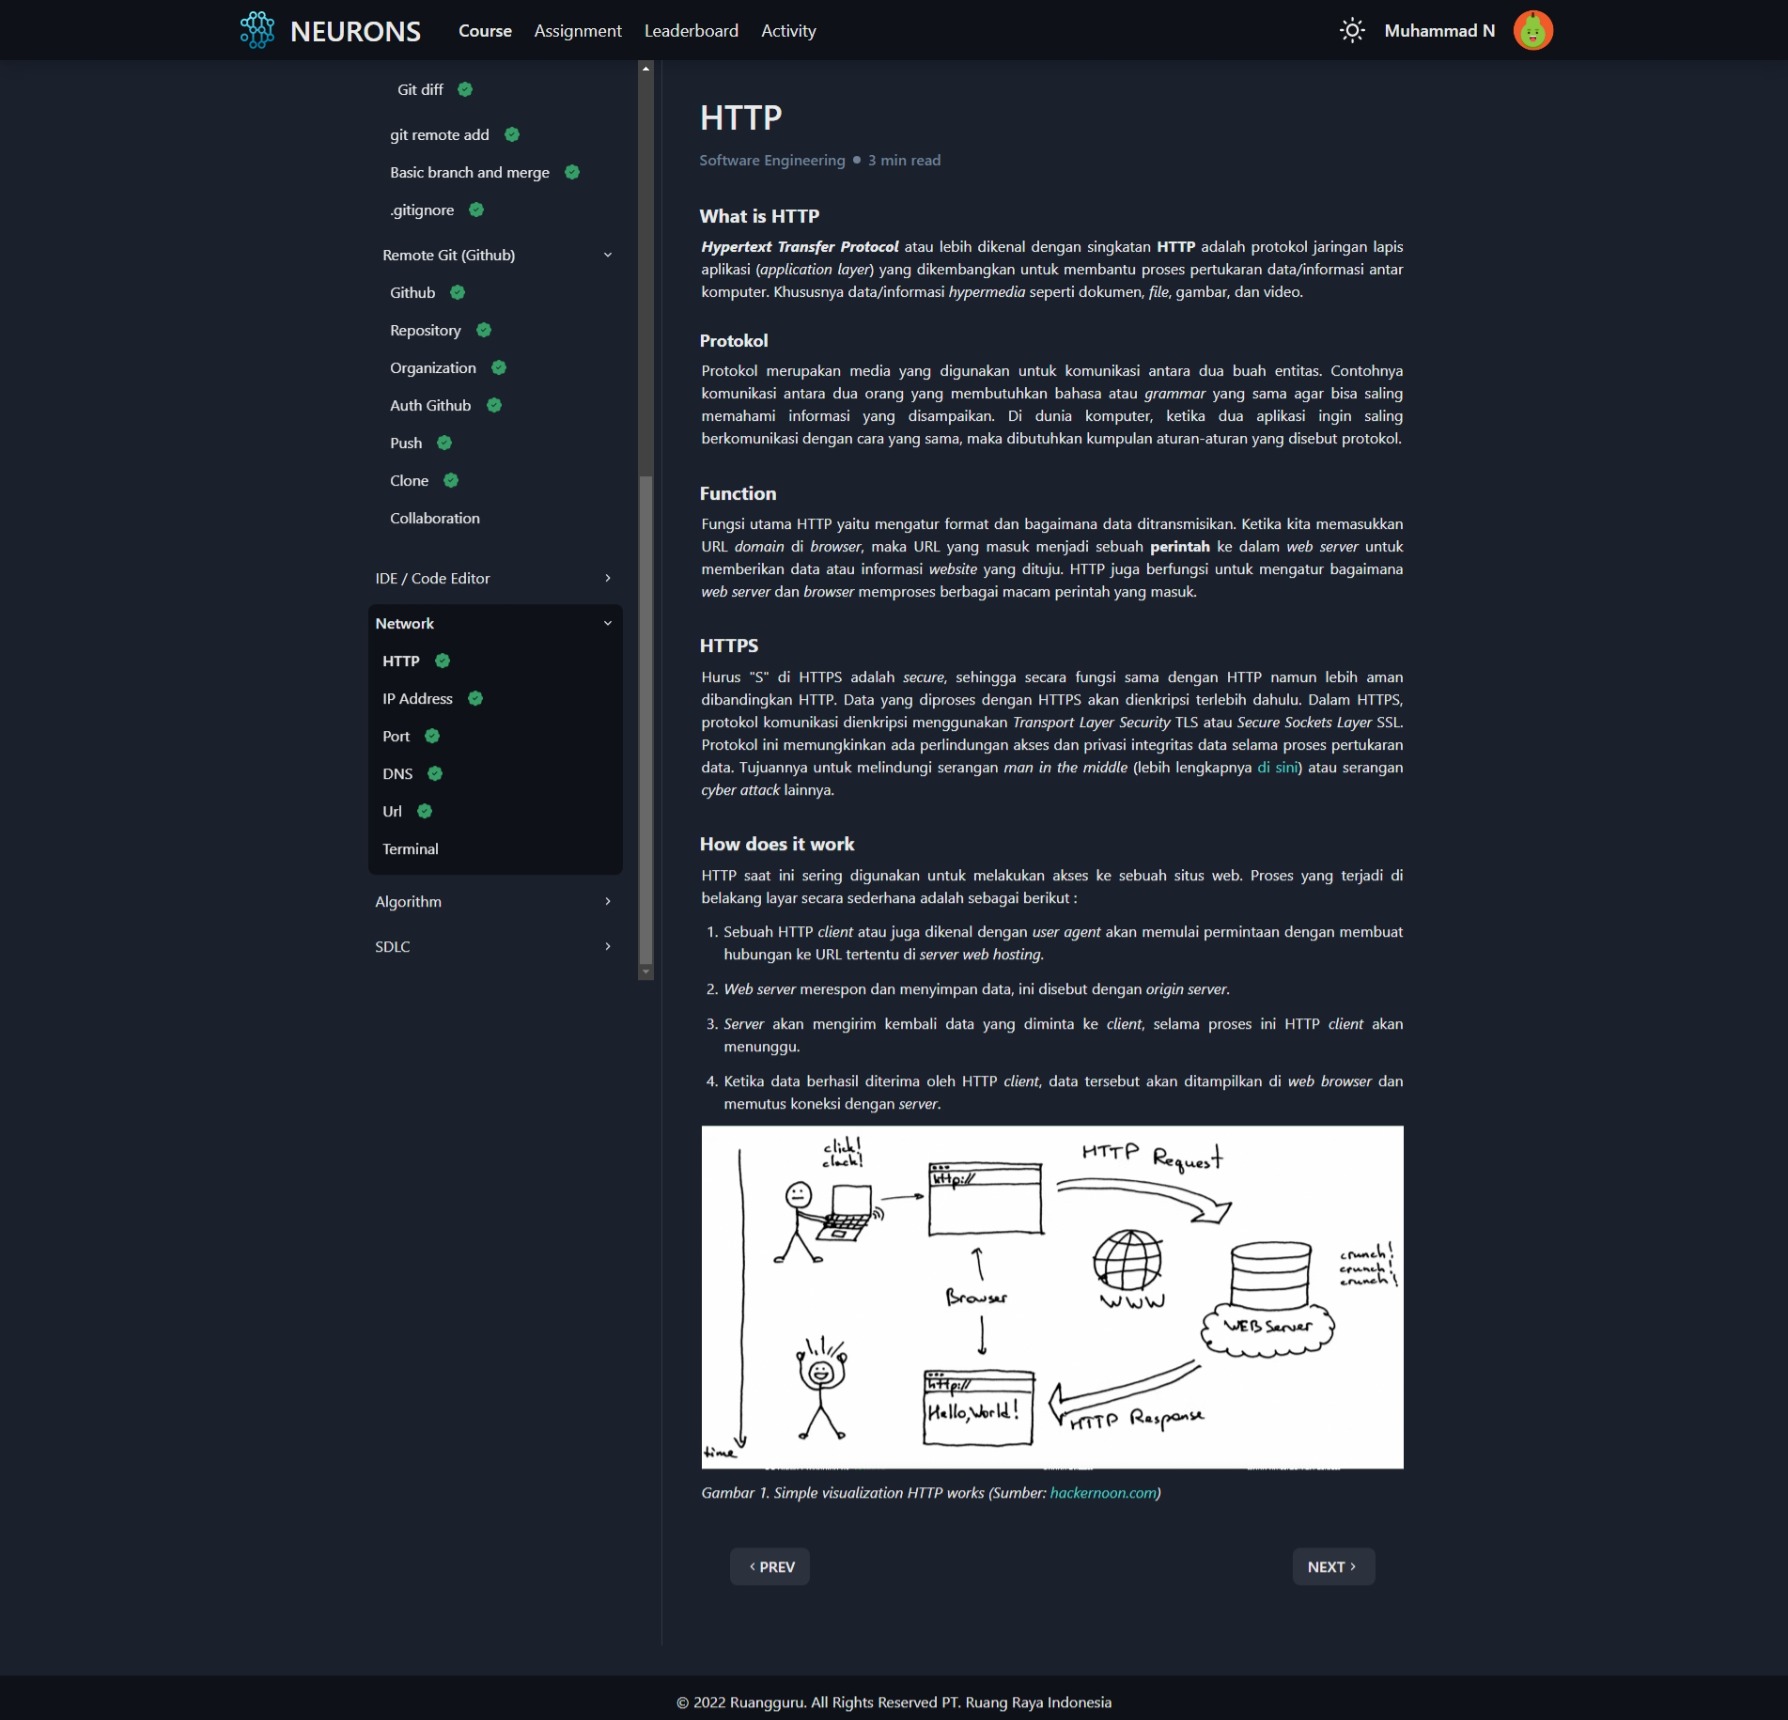 NEURONS
Course
Assignment
Leaderboard
Activity
Muhammad N
Git diff
git remote add
Basic branch and merge
.gitignore
Remote Git (Github)
Github
Repository
Organization
Auth Github
Push
Clone
Collaboration
IDE / Code Editor
Network
HTTP
IP Address
Port
DNS
Url
Terminal
Algorithm
SDLC
HTTP
Software Engineering ● 3 min read
What is HTTP
Hypertext Transfer Protocol atau lebih dikenal dengan singkatan HTTP adalah protokol jaringan lapis
aplikasi (application layer) yang dikembangkan untuk membantu proses pertukaran data/informasi antar
komputer. Khususnya data/informasi hypermedia seperti dokumen, file, gambar, dan video.
Protokol
Protokol merupakan media yang digunakan untuk komunikasi antara dua buah entitas. Contohnya
komunikasi antara dua orang yang membutuhkan bahasa atau grammar yang sama agar bisa saling
memahami informasi yang disampaikan. Di dunia komputer, ketika dua aplikasi ingin saling
berkomunikasi dengan cara yang sama, maka dibutuhkan kumpulan aturan-aturan yang disebut protokol.
Function
Fungsi utama HTTP yaitu mengatur format dan bagaimana data ditransmisikan. Ketika kita memasukkan
URL domain di browser, maka URL yang masuk menjadi sebuah perintah ke dalam web server untuk
memberikan data atau informasi website yang dituju. HTTP juga berfungsi untuk mengatur bagaimana
web server dan browser memproses berbagai macam perintah yang masuk.
HTTPS
Hurus "S" di HTTPS adalah secure, sehingga secara fungsi sama dengan HTTP namun lebih aman
dibandingkan HTTP. Data yang diproses dengan HTTPS akan dienkripsi terlebih dahulu. Dalam HTTPS,
protokol komunikasi dienkripsi menggunakan Transport Layer Security TLS atau Secure Sockets Layer SSL.
Protokol ini memungkinkan ada perlindungan akses dan privasi integritas data selama proses pertukaran
data. Tujuannya untuk melindungi serangan man in the middle (lebih lengkapnya di sini) atau serangan
cyber attack lainnya.
How does it work
HTTP saat ini sering digunakan untuk melakukan akses ke sebuah situs web. Proses yang terjadi di
belakang layar secara sederhana adalah sebagai berikut :
1. Sebuah HTTP client atau juga dikenal dengan user agent akan memulai permintaan dengan membuat
hubungan ke URL tertentu di server web hosting.
2. Web server merespon dan menyimpan data, ini disebut dengan origin server.
3. Server akan mengirim kembali data yang diminta ke client, selama proses ini HTTP client akan
menunggu.
4. Ketika data berhasil diterima oleh HTTP client, data tersebut akan ditampilkan di web browser dan
memutus koneksi dengan server.
click!
clack!
http://
HTTP Request
WWW
crunch!
crunch!
crunch!
Browser
WEB Server
http://
Hello, World!
HTTP Response
time
Gambar 1. Simple visualization HTTP works (Sumber: hackernoon.com)
‹ PREV
NEXT ›
© 2022 Ruangguru. All Rights Reserved PT. Ruang Raya Indonesia